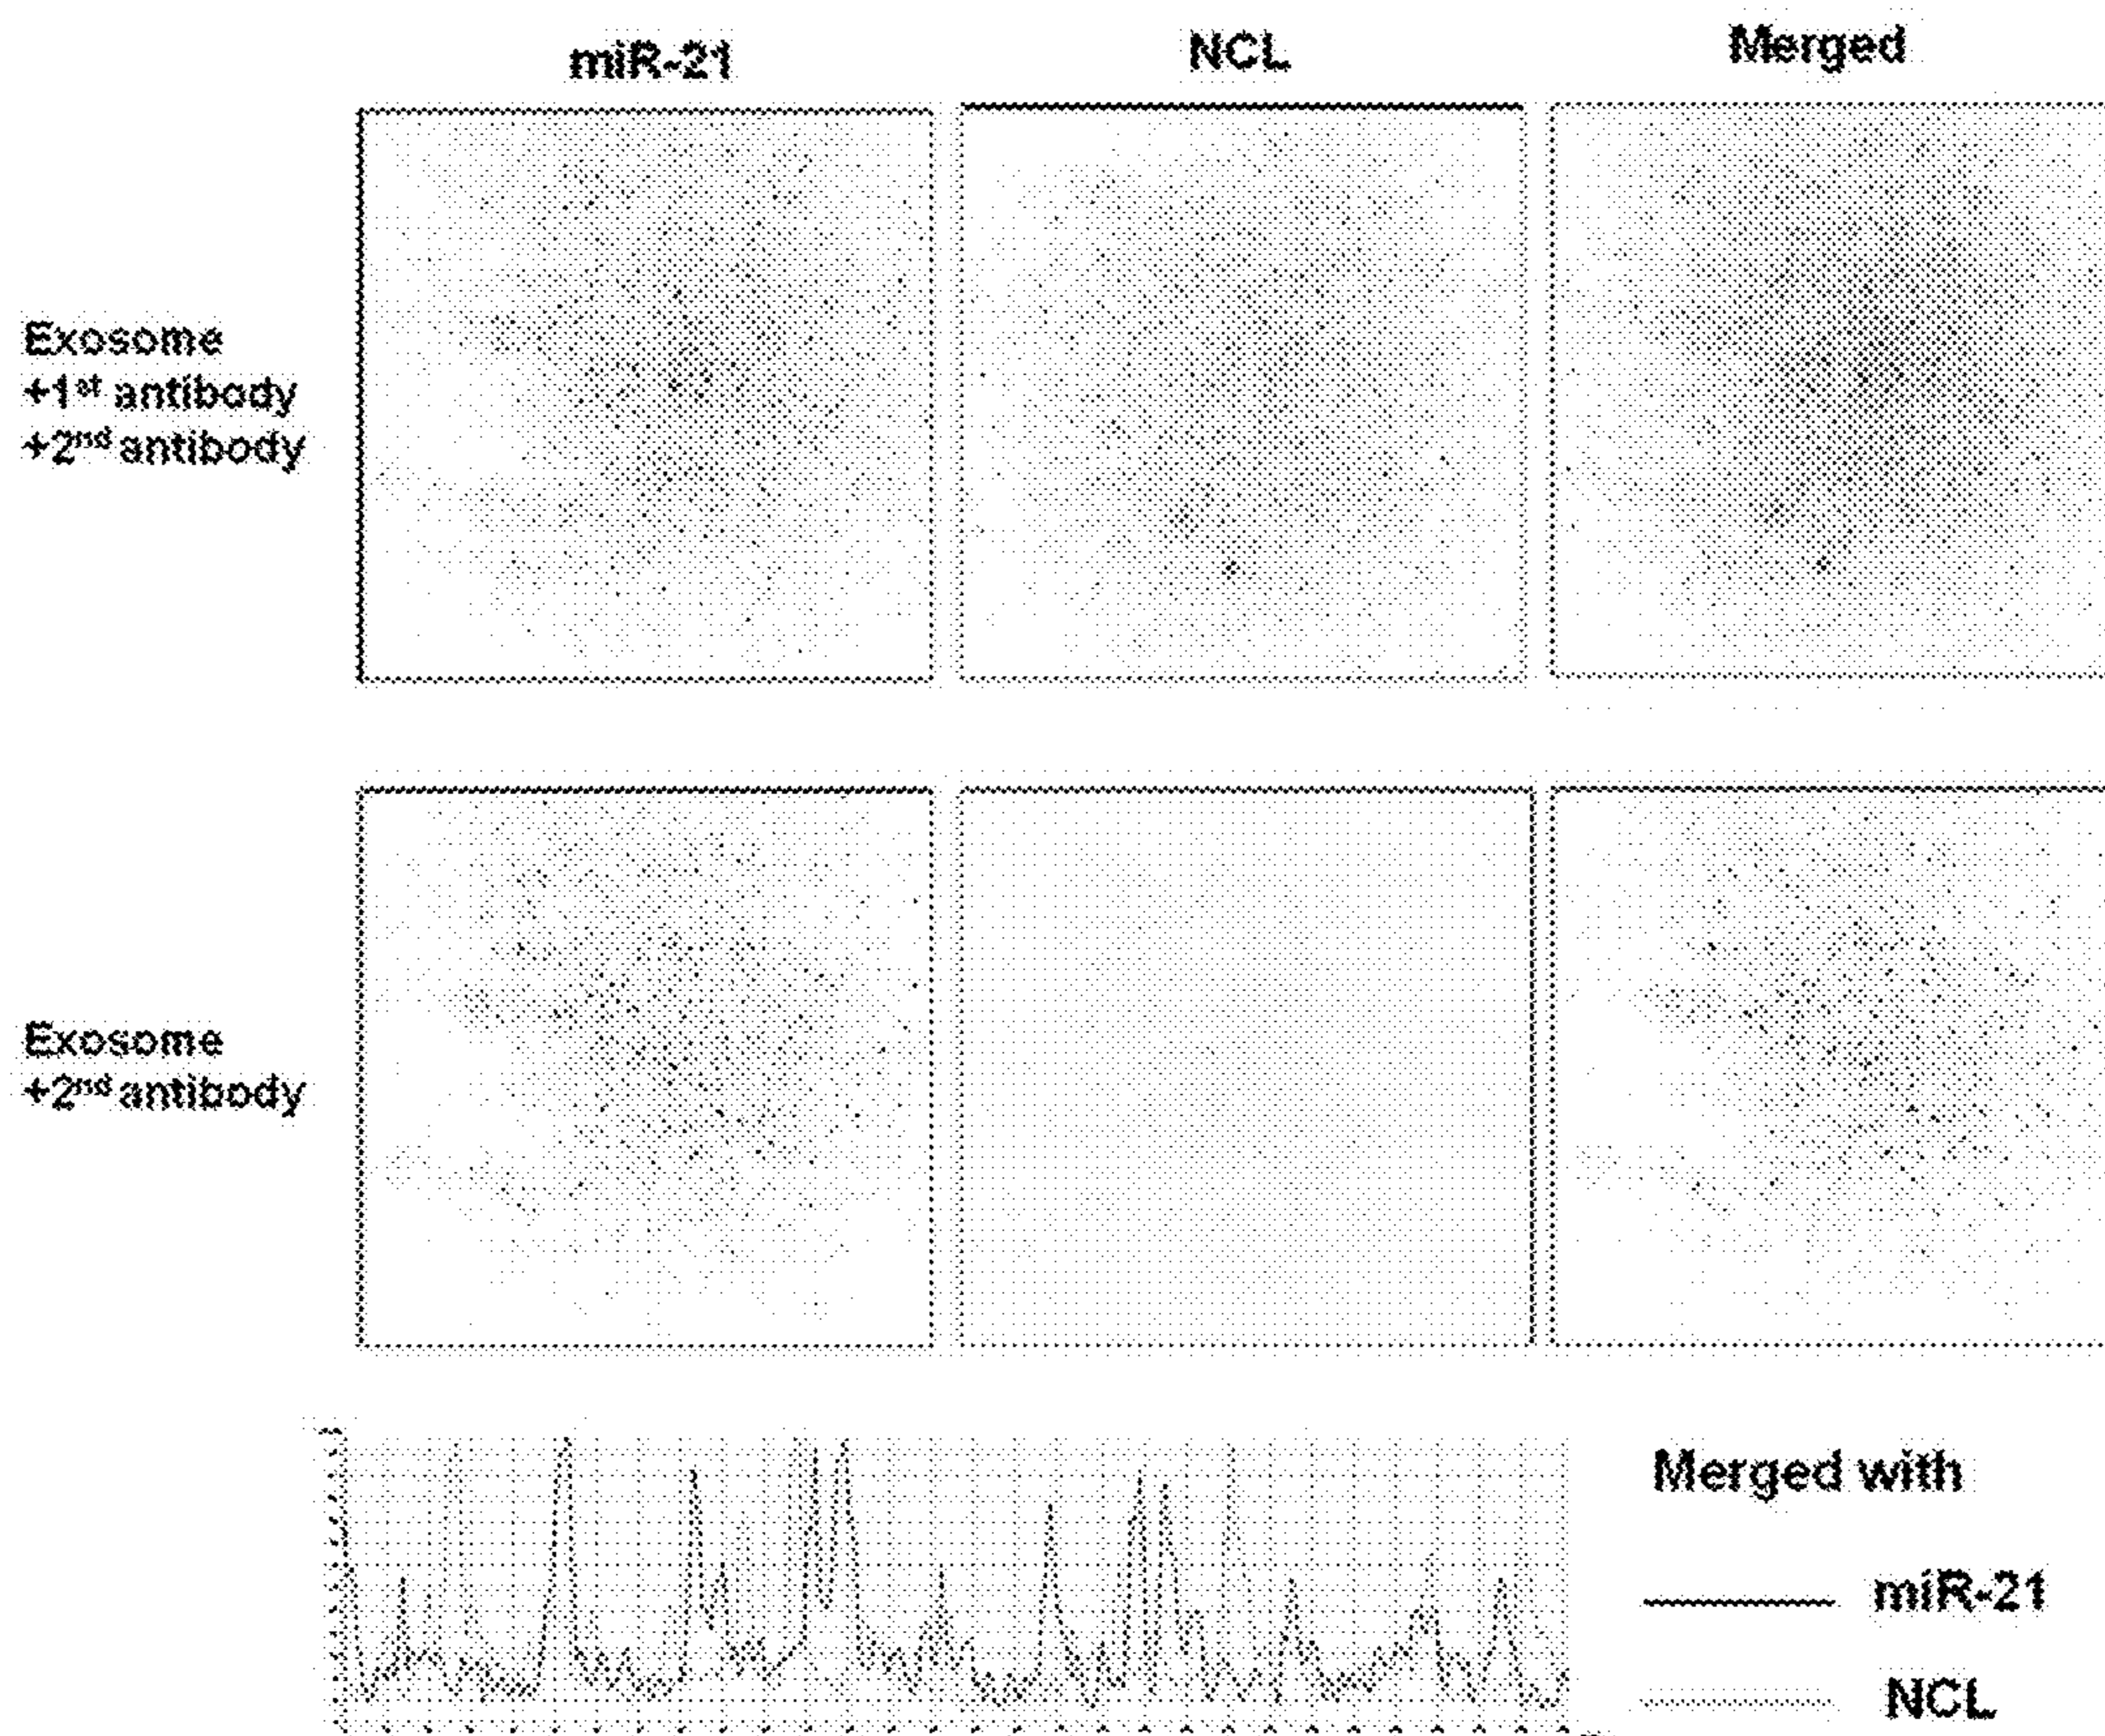 miR-21 NCL Merged
Exosome
+1st antibody
+2nd antibody
Exosome
+2nd antibody
Merged with
miR-21
NCL